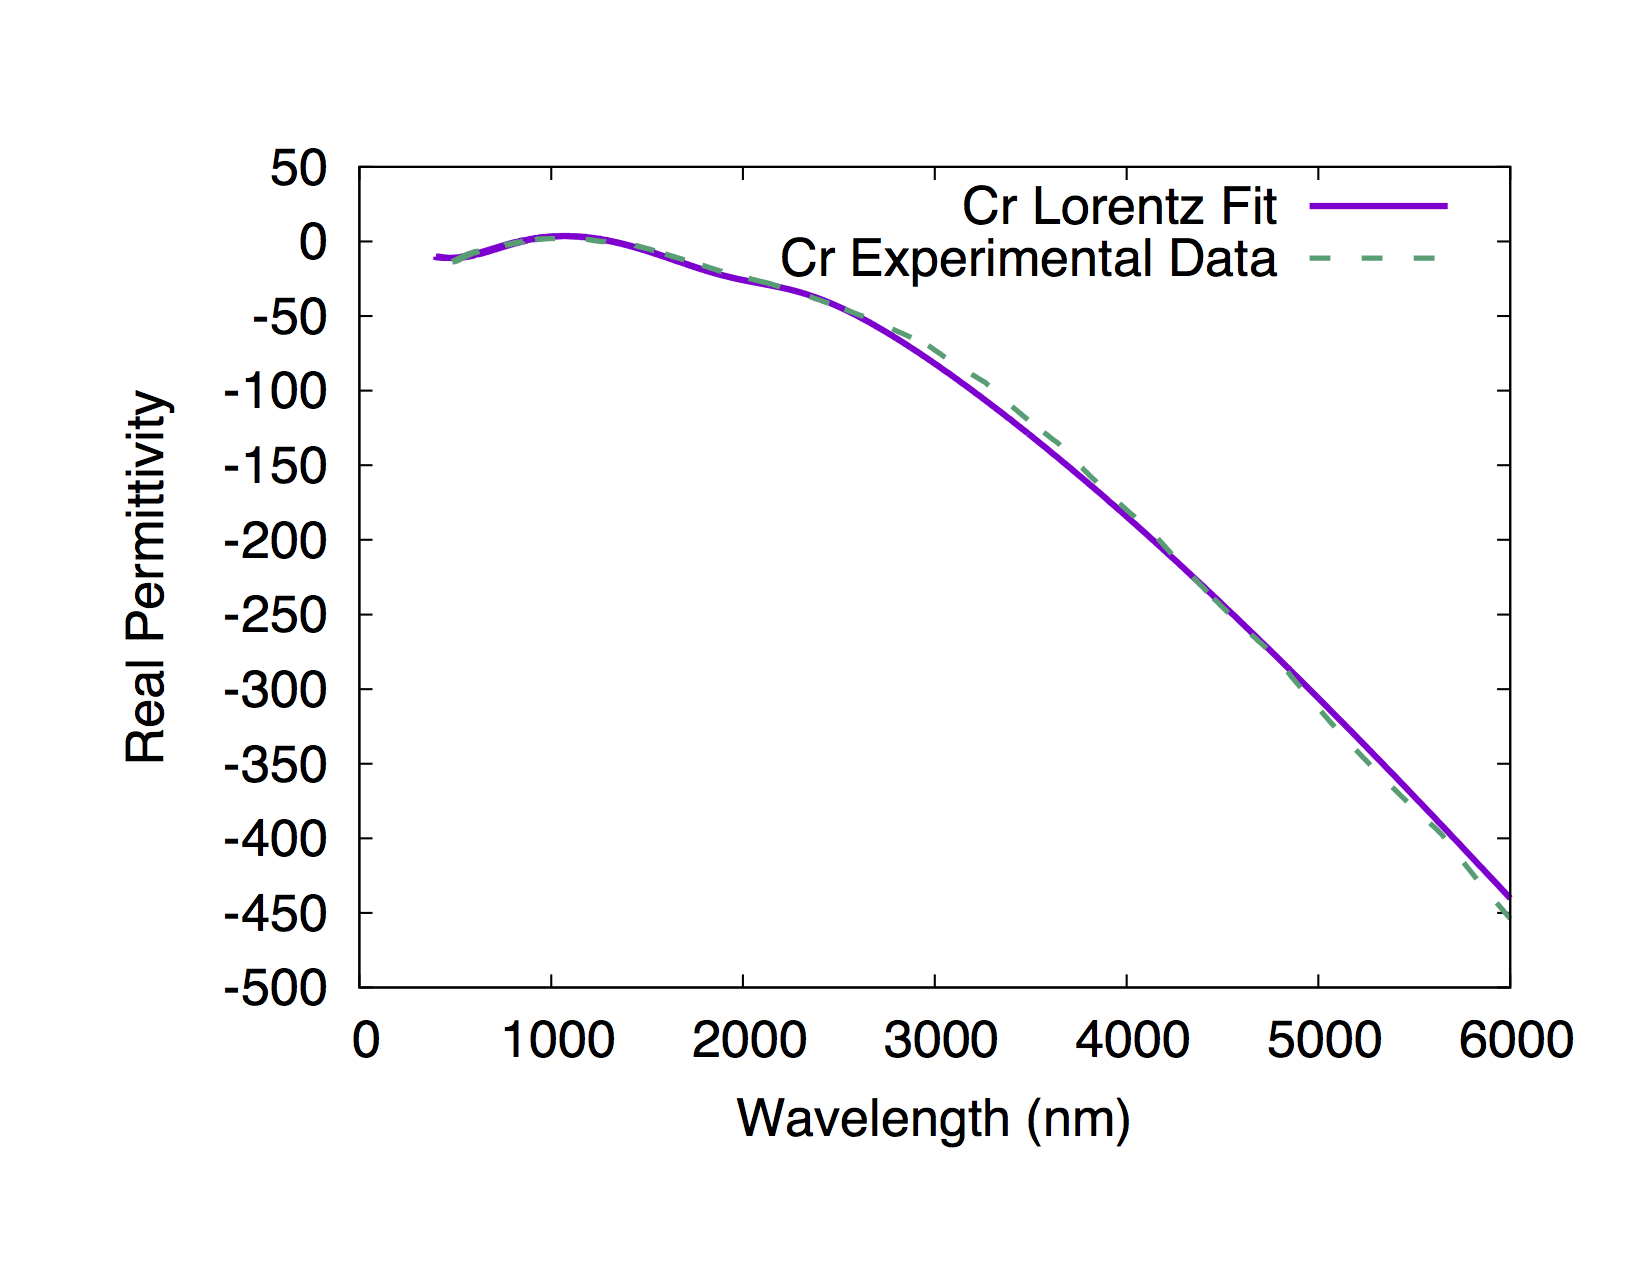 Cr Lorentz Fit
Cr Experimental Data
50
0
-50
-100
-150
-200
-250
-300
-350
-400
-450
-500
Real Permittivity
0 1000 2000 3000 4000 5000 6000
Wavelength (nm)